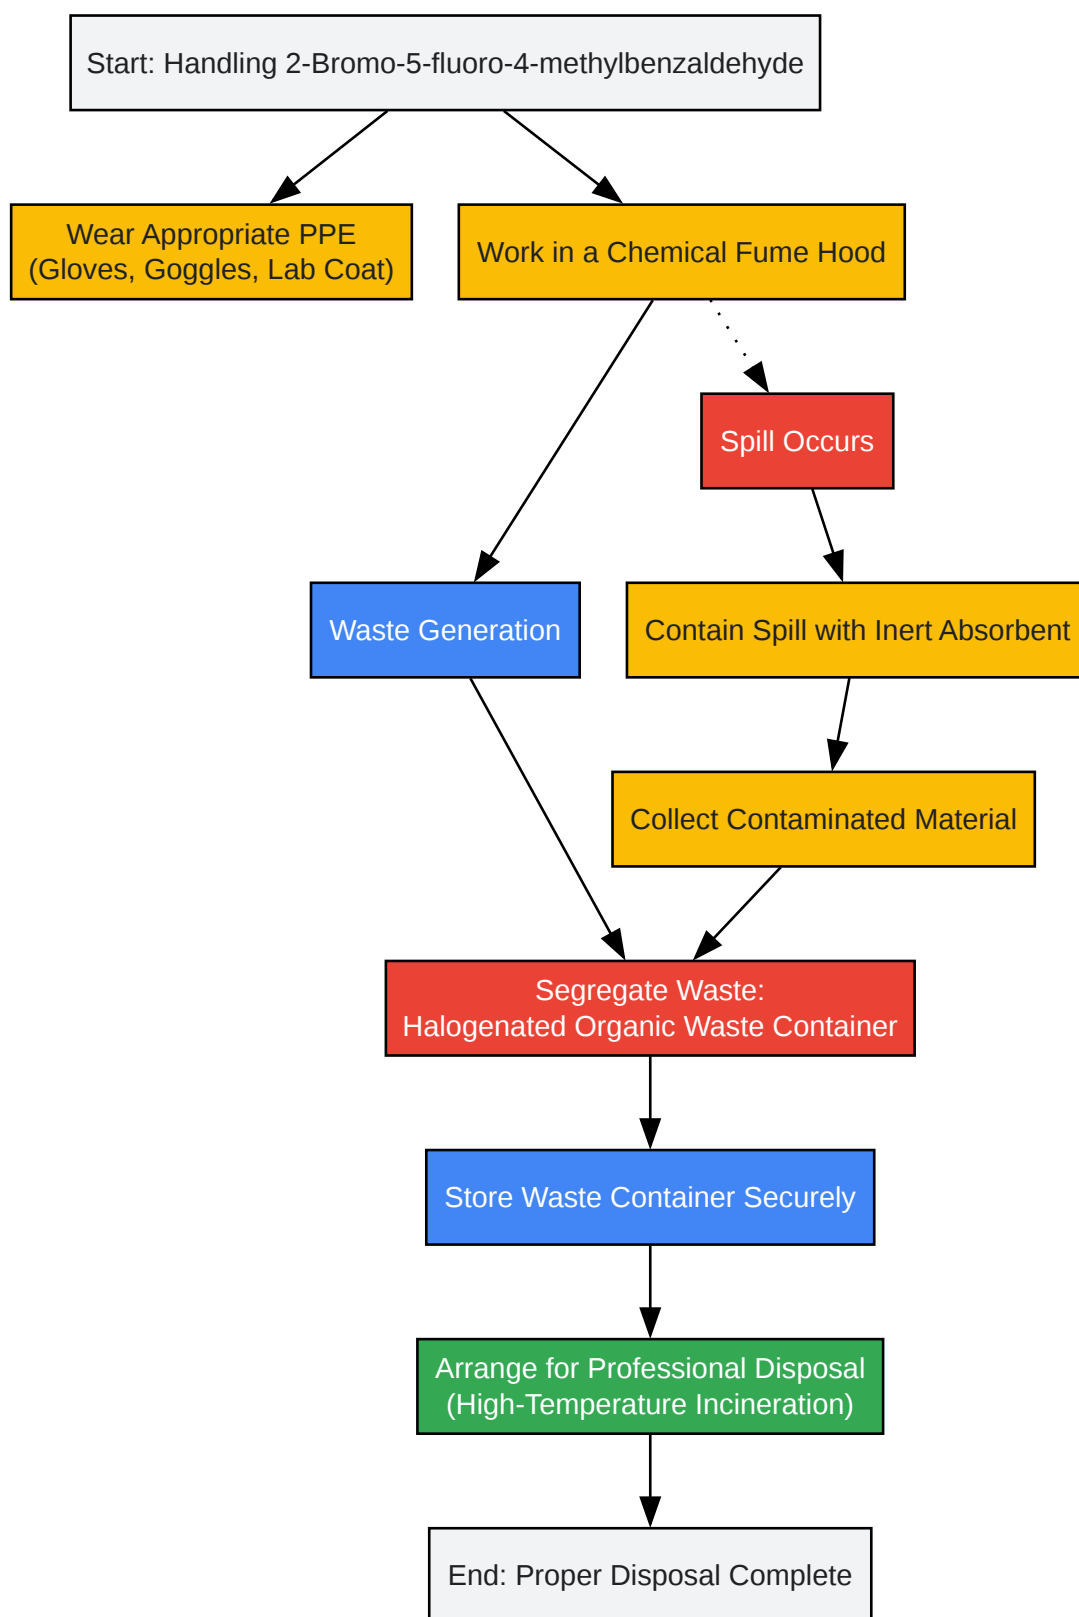 Start: Handling 2-Bromo-5-fluoro-4-methylbenzaldehyde
Wear Appropriate PPE
(Gloves, Goggles, Lab Coat)
Work in a Chemical Fume Hood
Spill Occurs
Waste Generation
Contain Spill with Inert Absorbent
Collect Contaminated Material
Segregate Waste:
Halogenated Organic Waste Container
Store Waste Container Securely
Arrange for Professional Disposal
(High-Temperature Incineration)
End: Proper Disposal Complete